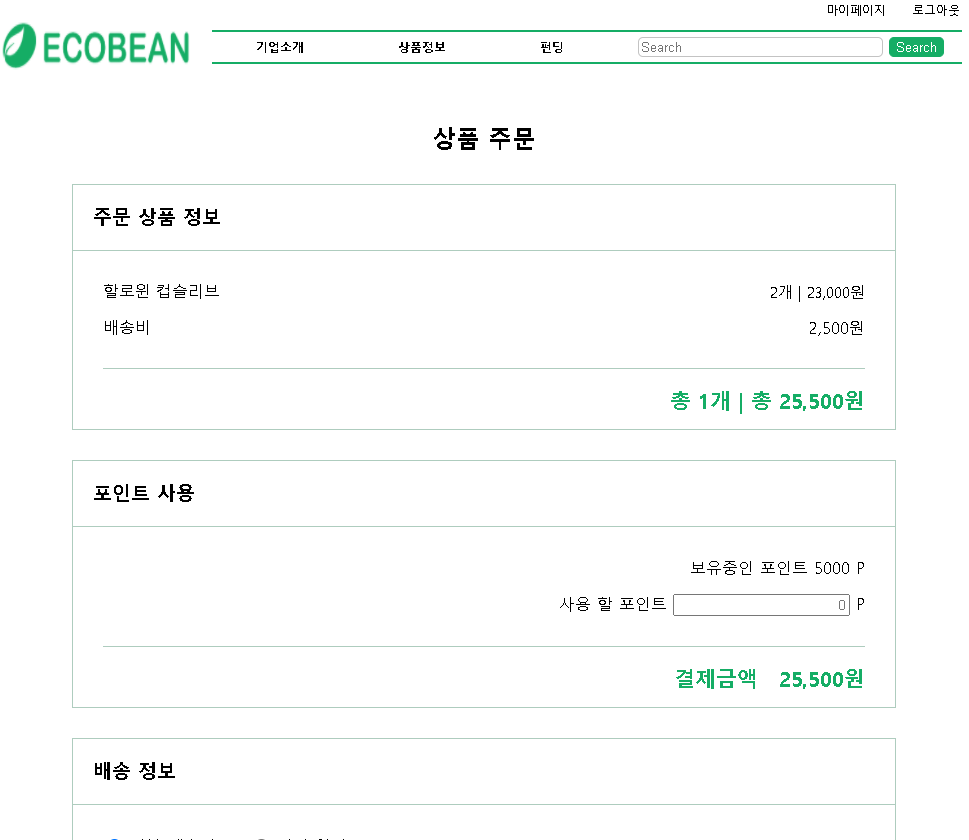 마이페이지 로그아웃
ECOBEAN 기업소개 상품정보 펀딩 Search Search
상품 주문
주문 상품 정보
할로윈 컵슬리브 2개 | 23,000원
배송비 2,500원
총 1개 | 총 25,500원
포인트 사용
보유중인 포인트 5000 P
사용 할 포인트 0 P
결제금액 25,500원
배송 정보